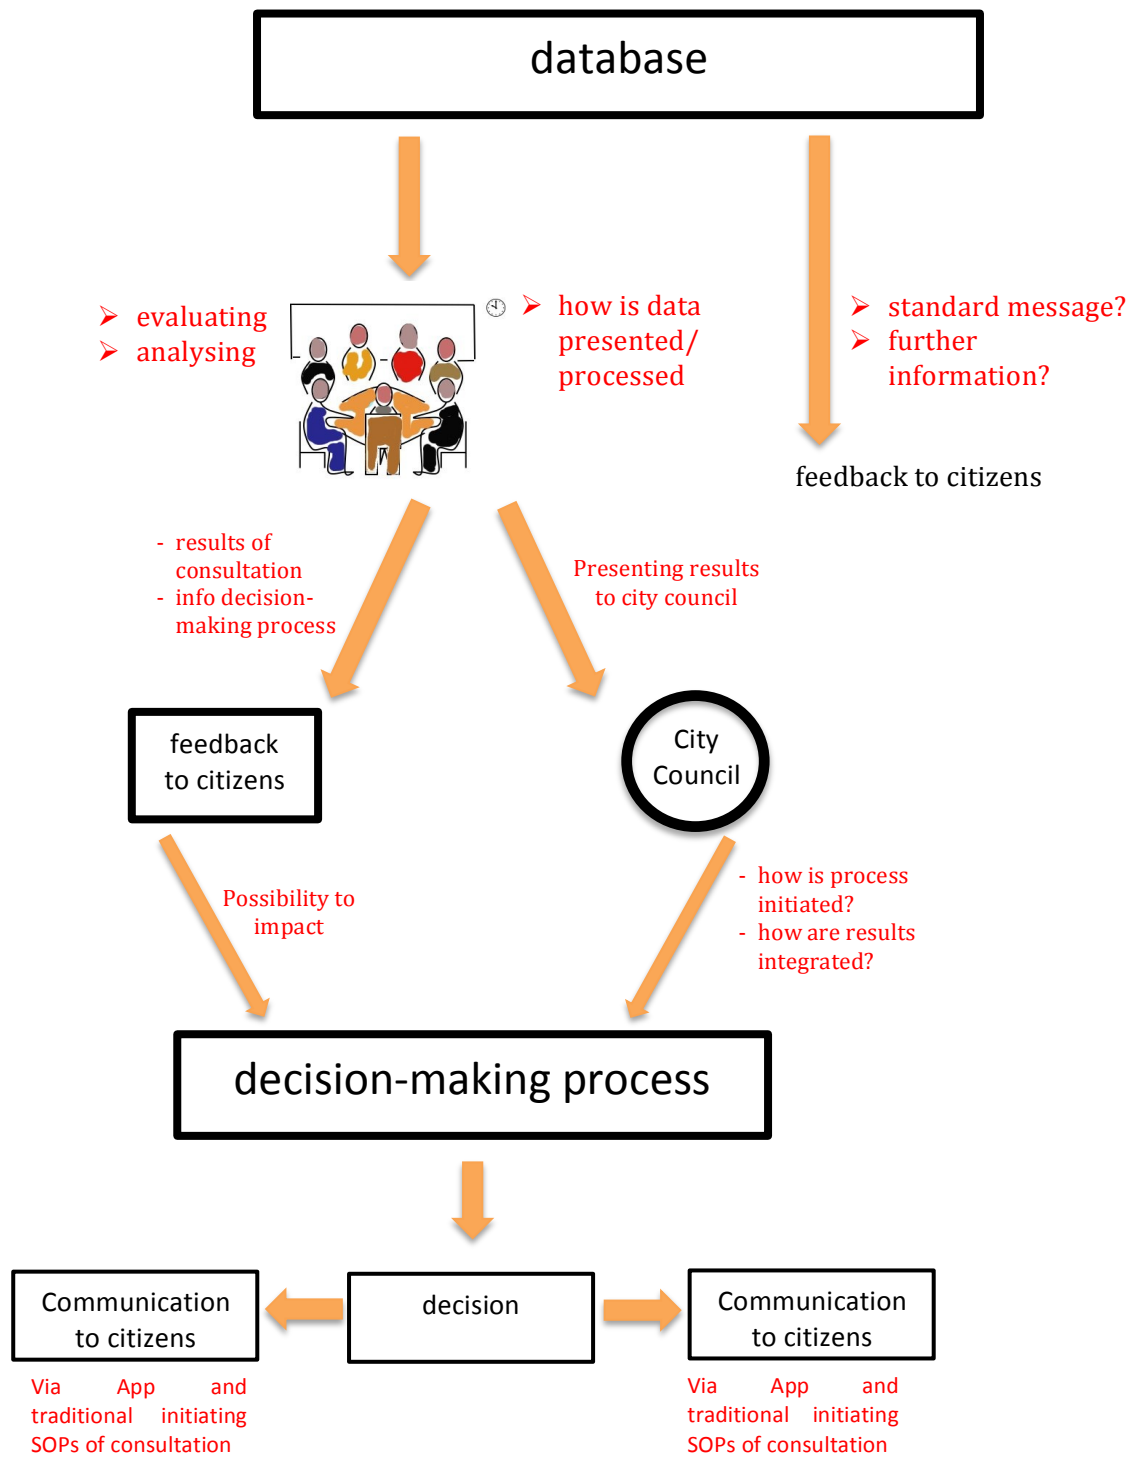 database
➢ evaluating
➢ analysing
➢ how is data
presented/
processed
➢ standard message?
➢ further
information?
feedback to citizens
- results of
consultation
- info decision-
making process
Presenting results
to city council
feedback
to citizens
City
Council
Possibility to
impact
- how is process
initiated?
- how are results
integrated?
decision-making process
Communication
to citizens
decision
Communication
to citizens
Via App and
traditional initiating
SOPs of consultation
Via App and
traditional initiating
SOPs of consultation